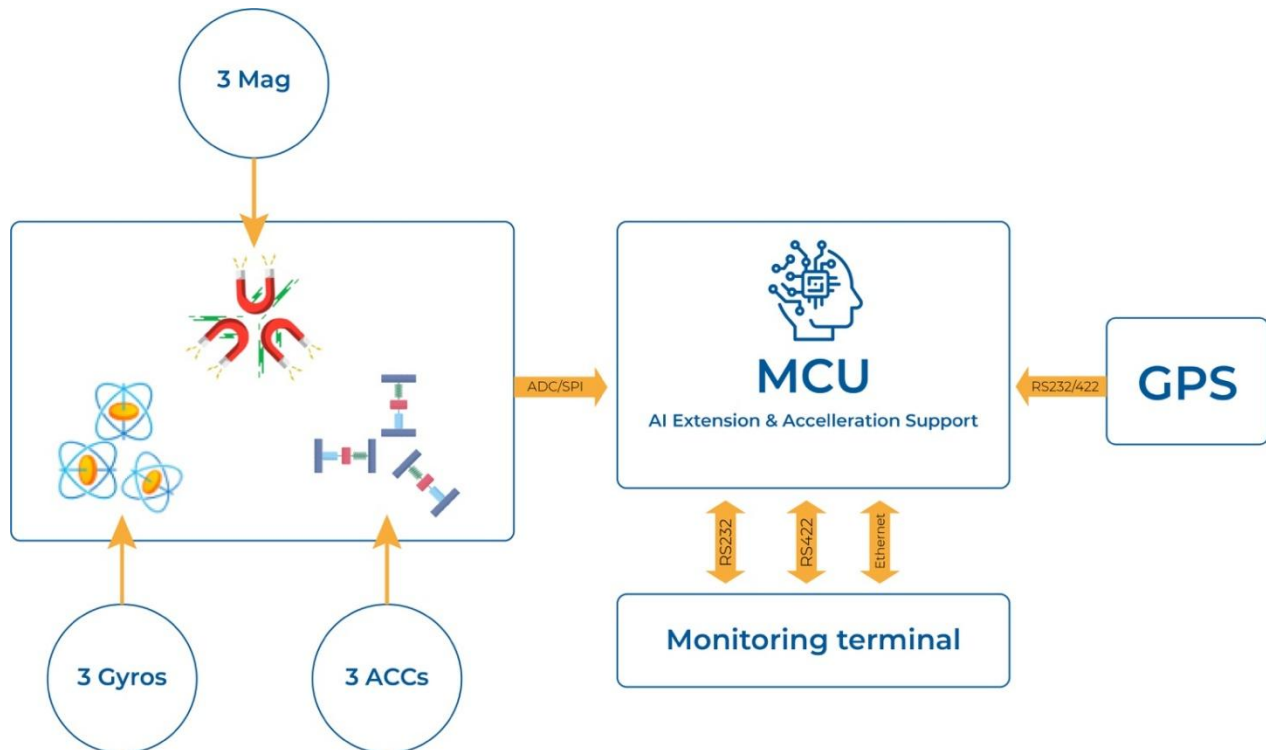 3 Mag
ADC/SPI
MCU
AI Extension & Accelleration Support
RS232/422
GPS
RS232
RS422
Ethernet
Monitoring terminal
3 Gyros
3 ACCs